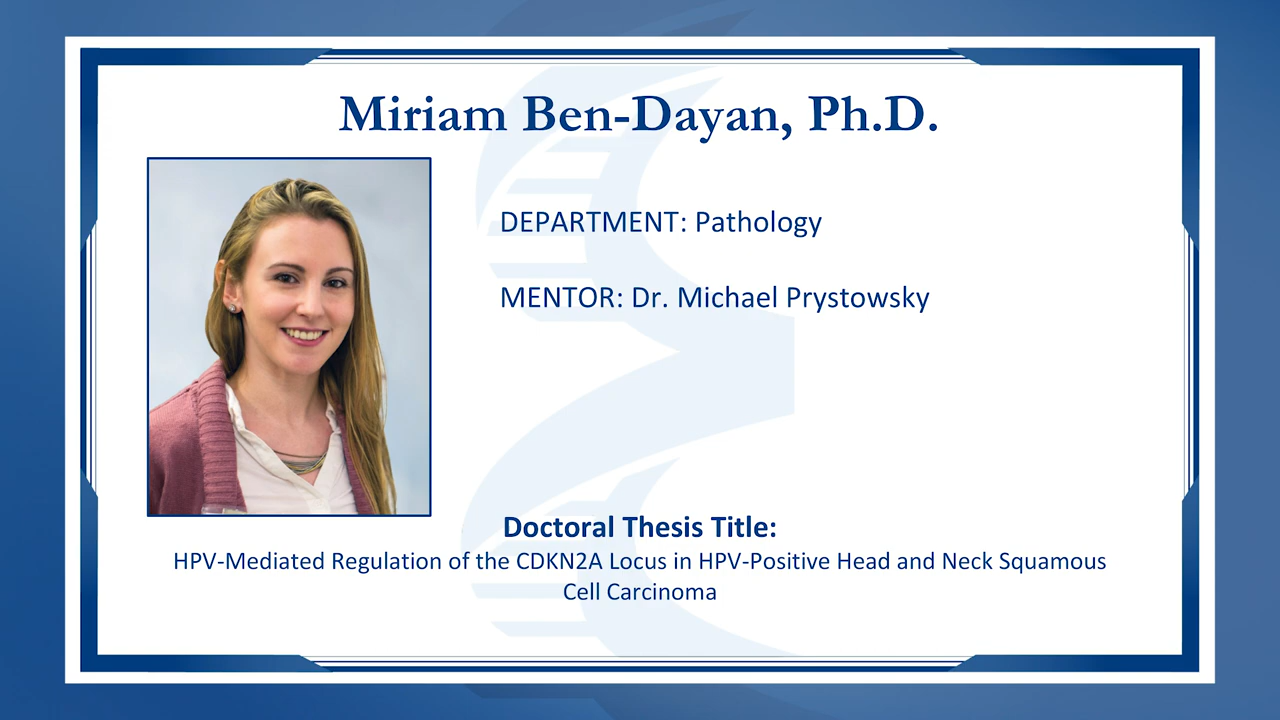 Miriam Ben-Dayan, Ph.D.
DEPARTMENT: Pathology
MENTOR: Dr. Michael Prystowsky
Doctoral Thesis Title:
HPV-Mediated Regulation of the CDKN2A Locus in HPV-Positive Head and Neck Squamous
Cell Carcinoma